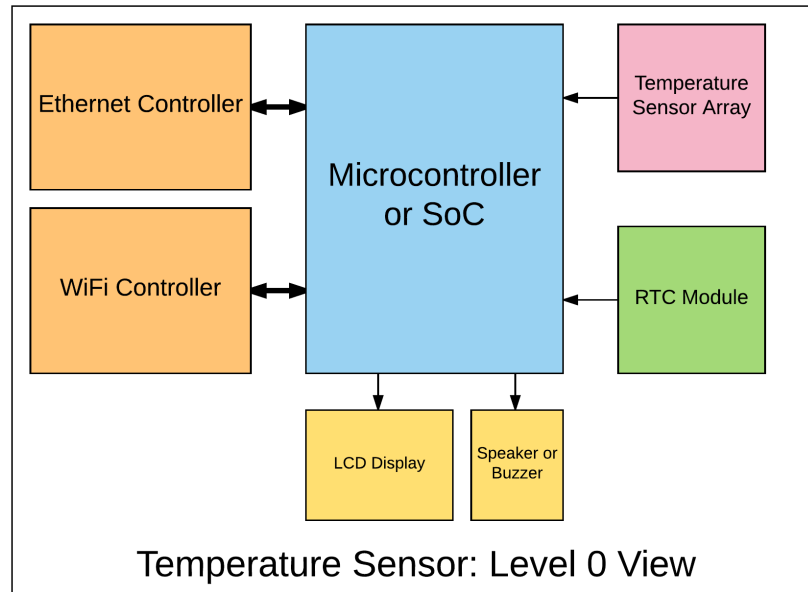 Ethernet Controller
Microcontroller
or SoC
Temperature
Sensor Array
WiFi Controller
RTC Module
LCD Display
Speaker or
Buzzer
Temperature Sensor: Level 0 View